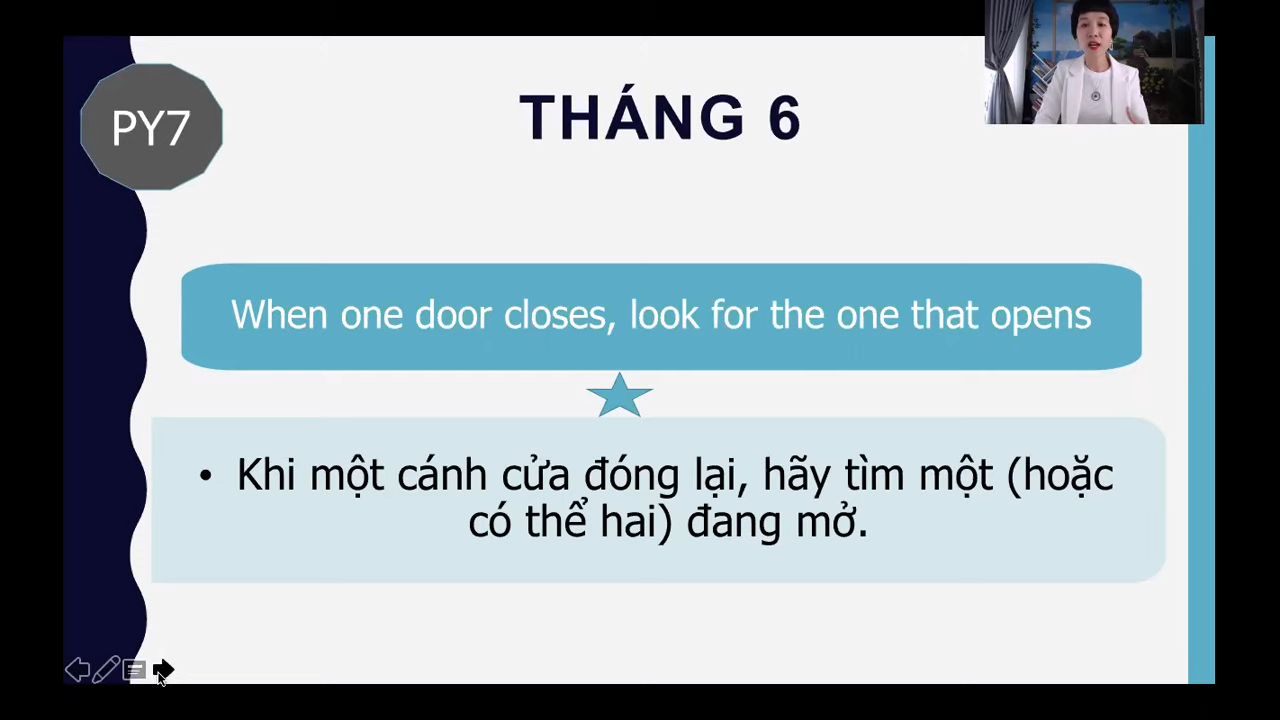 PY7
THÁNG 6
When one door closes, look for the one that opens
• Khi một cánh cửa đóng lại, hãy tìm một (hoặc
có thể hai) đang mở.